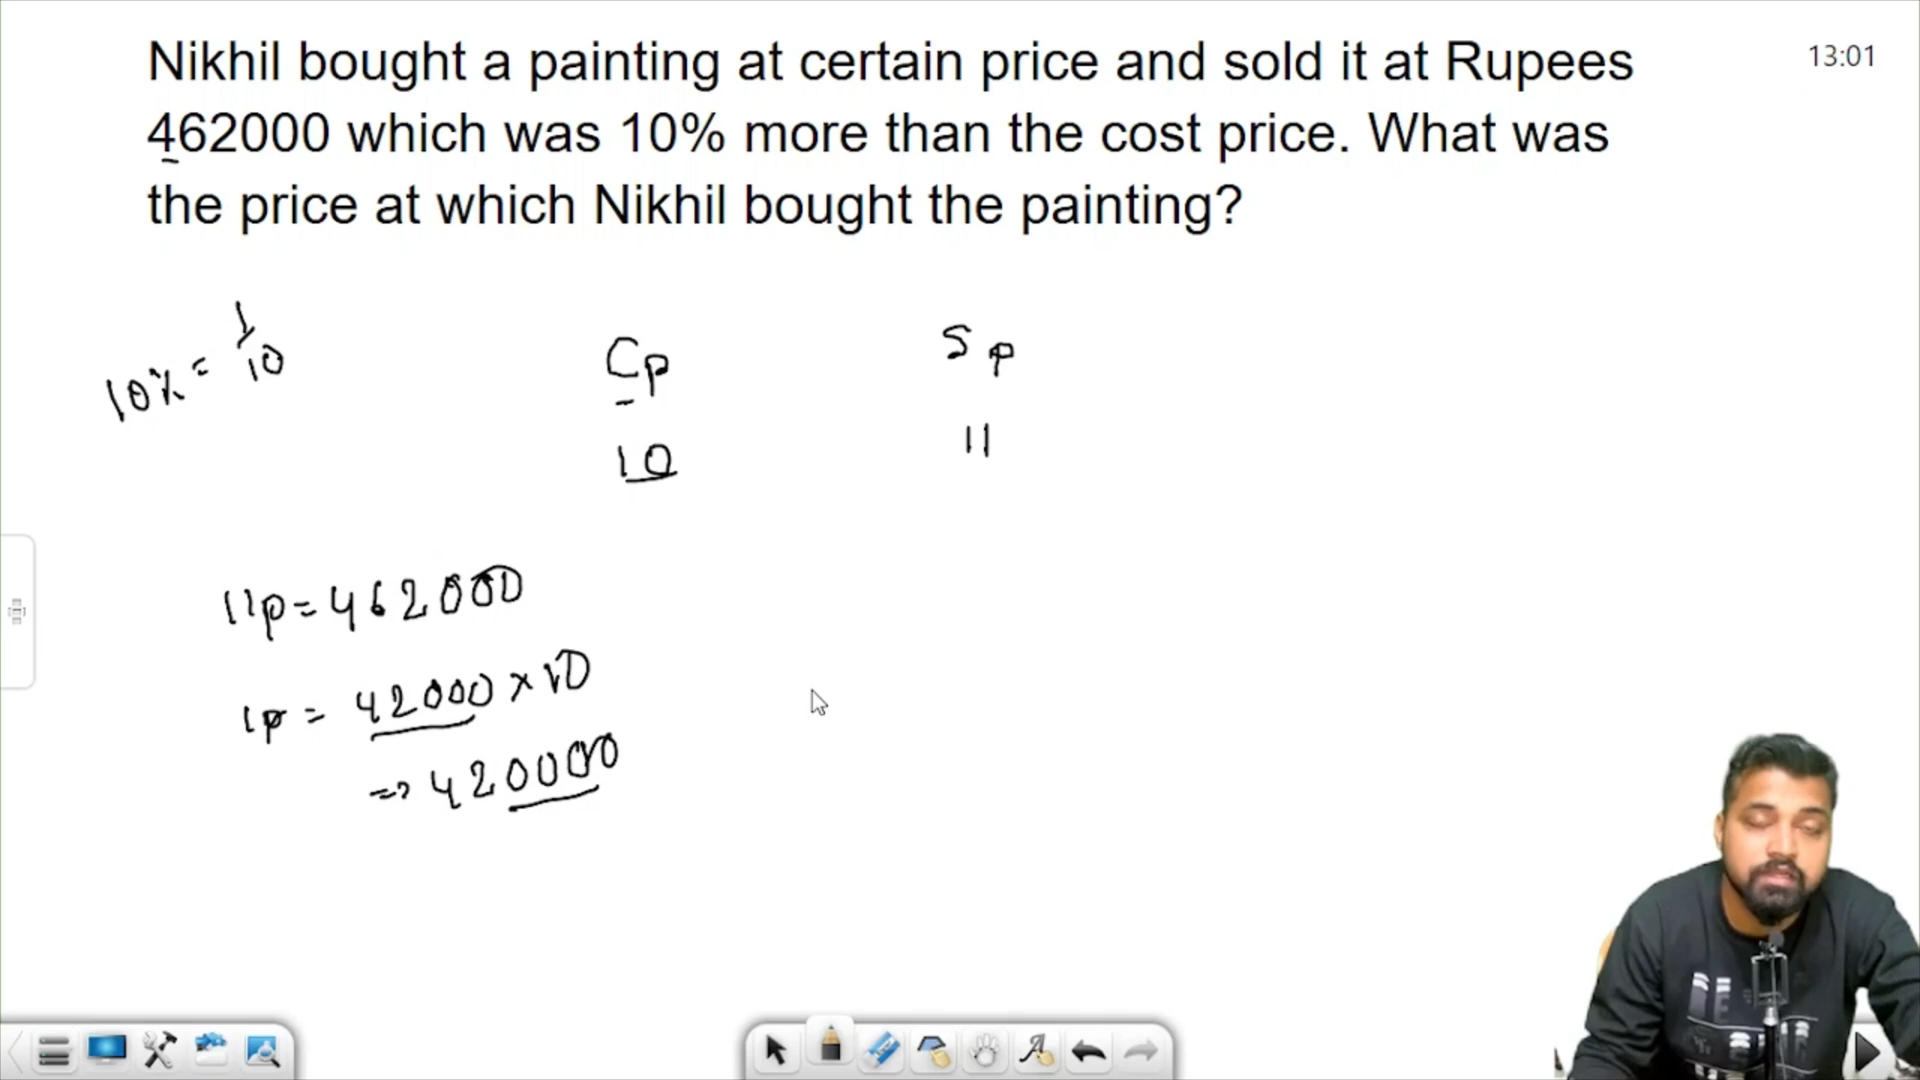 Nikhil bought a painting at certain price and sold it at Rupees
13:01
462000 which was 10% more than the cost price. What was
the price at which Nikhil bought the painting?
10% = 1/10
Cp
Sp
10
11
11p = 462000
1p = 42000 × 10
=> 420000